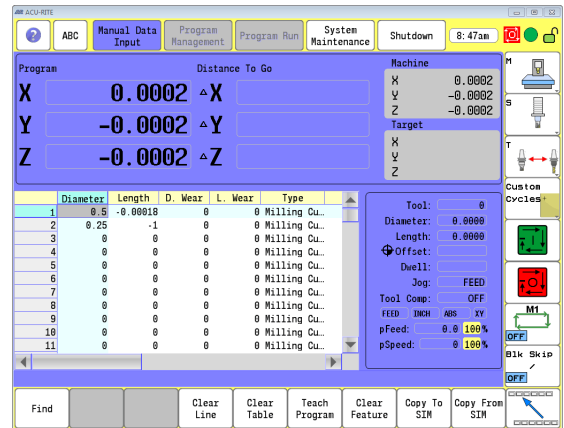 ACU-RITE
? ABC Manual Data Input Program Management Program Run System Maintenance Shutdown 8:47am
Program Distance To Go Machine
X 0.0002 △X
Y -0.0002 △Y
Z -0.0002 △Z
X 0.0002
Y -0.0002
Z -0.0002
Target
X
Y
Z
M
S
T
Custom Cycles
Diameter Length D. Wear L. Wear Type
1 0.5 -0.00018 0 0 Milling Cu…
2 0.25 -1 0 0 Milling Cu…
3 0 0 0 0 Milling Cu…
4 0 0 0 0 Milling Cu…
5 0 0 0 0 Milling Cu…
6 0 0 0 0 Milling Cu…
7 0 0 0 0 Milling Cu…
8 0 0 0 0 Milling Cu…
9 0 0 0 0 Milling Cu…
10 0 0 0 0 Milling Cu…
11 0 0 0 0 Milling Cu…
Tool: 0
Diameter: 0.0000
Length: 0.0000
Offset:
Dwell:
Jog: FEED
Tool Comp: OFF
FEED INCH ABS XY
pFeed: 0.0 100%
pSpeed: 0 100%
M1
OFF
Blk Skip
/
OFF
Find Clear Line Clear Table Teach Program Clear Feature Copy To SIM Copy From SIM